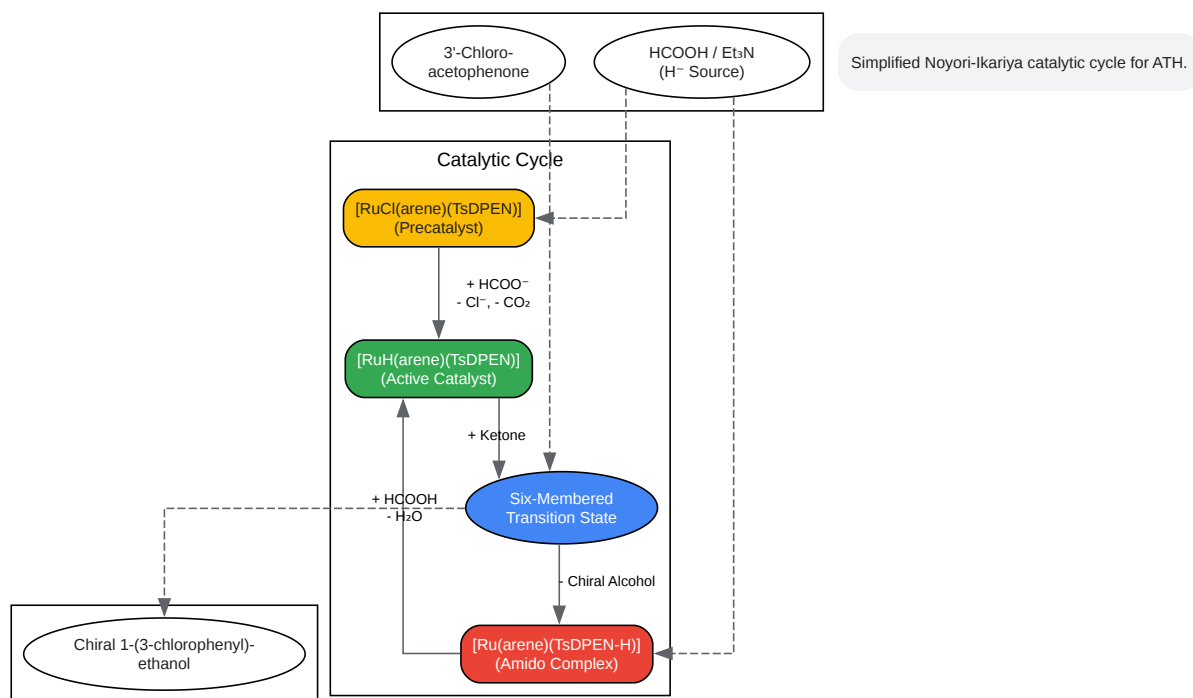 3'-Chloro-
acetophenone
HCOOH / Et₃N
(H⁻ Source)
Simplified Noyori-Ikariya catalytic cycle for ATH.
Catalytic Cycle
[RuCl(arene)(TsDPEN)]
(Precatalyst)
+ HCOO⁻
- Cl⁻, - CO₂
[RuH(arene)(TsDPEN)]
(Active Catalyst)
+ Ketone
+ HCOOH
- H₂O
Six-Membered
Transition State
- Chiral Alcohol
Chiral 1-(3-chlorophenyl)-
ethanol
[Ru(arene)(TsDPEN-H)]
(Amido Complex)